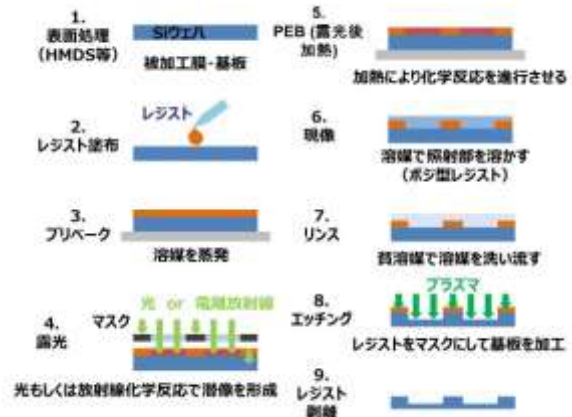 1.
表面処理
(HMDS等)
Siウェハ
被加工膜・基板
2.
レジスト塗布
レジスト
3.
プリベーク
溶媒を蒸発
4.
露光
マスク
光 or 電離放射線
光もしくは放射線化学反応で潜像を形成
5.
PEB (露光後
加熱)
加熱により化学反応を進行させる
6.
現像
溶媒で照射部を溶かす
(ポジ型レジスト)
7.
リンス
貧溶媒で溶媒を洗い流す
8.
エッチング
プラズマ
レジストをマスクにして基板を加工
9.
レジスト
剥離